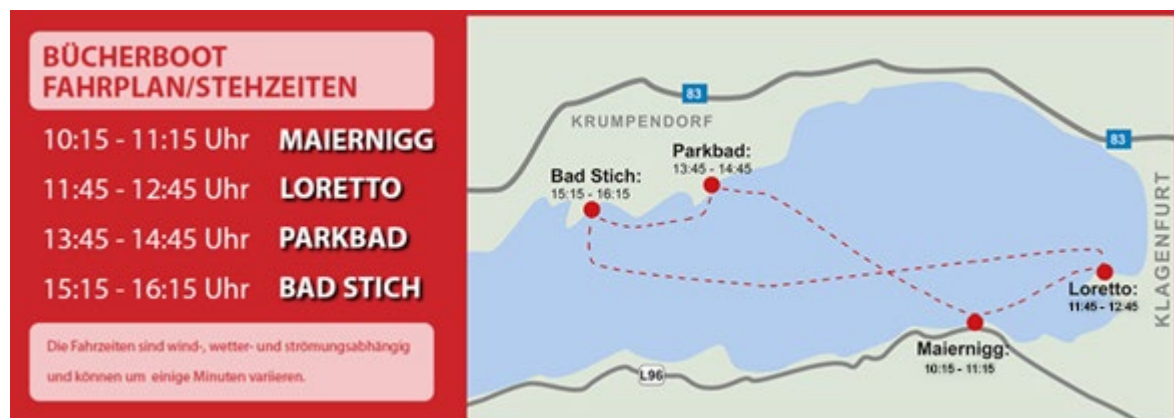 BÜCHERBOOT
FAHRPLAN/STEHZEITEN
10:15 - 11:15 Uhr MAIERNIGG
11:45 - 12:45 Uhr LORETTO
13:45 - 14:45 Uhr PARKBAD
15:15 - 16:15 Uhr BAD STICH
Die Fahrzeiten sind wind-, wetter- und strömungsabhängig
und können um einige Minuten variieren.
83
KRUMPENDORF
83
Parkbad:
13:45 - 14:45
Bad Stich:
15:15 - 16:15
KLAGENFURT
Loretto:
11:45 - 12:45
Maiernigg:
10:15 - 11:15
L96